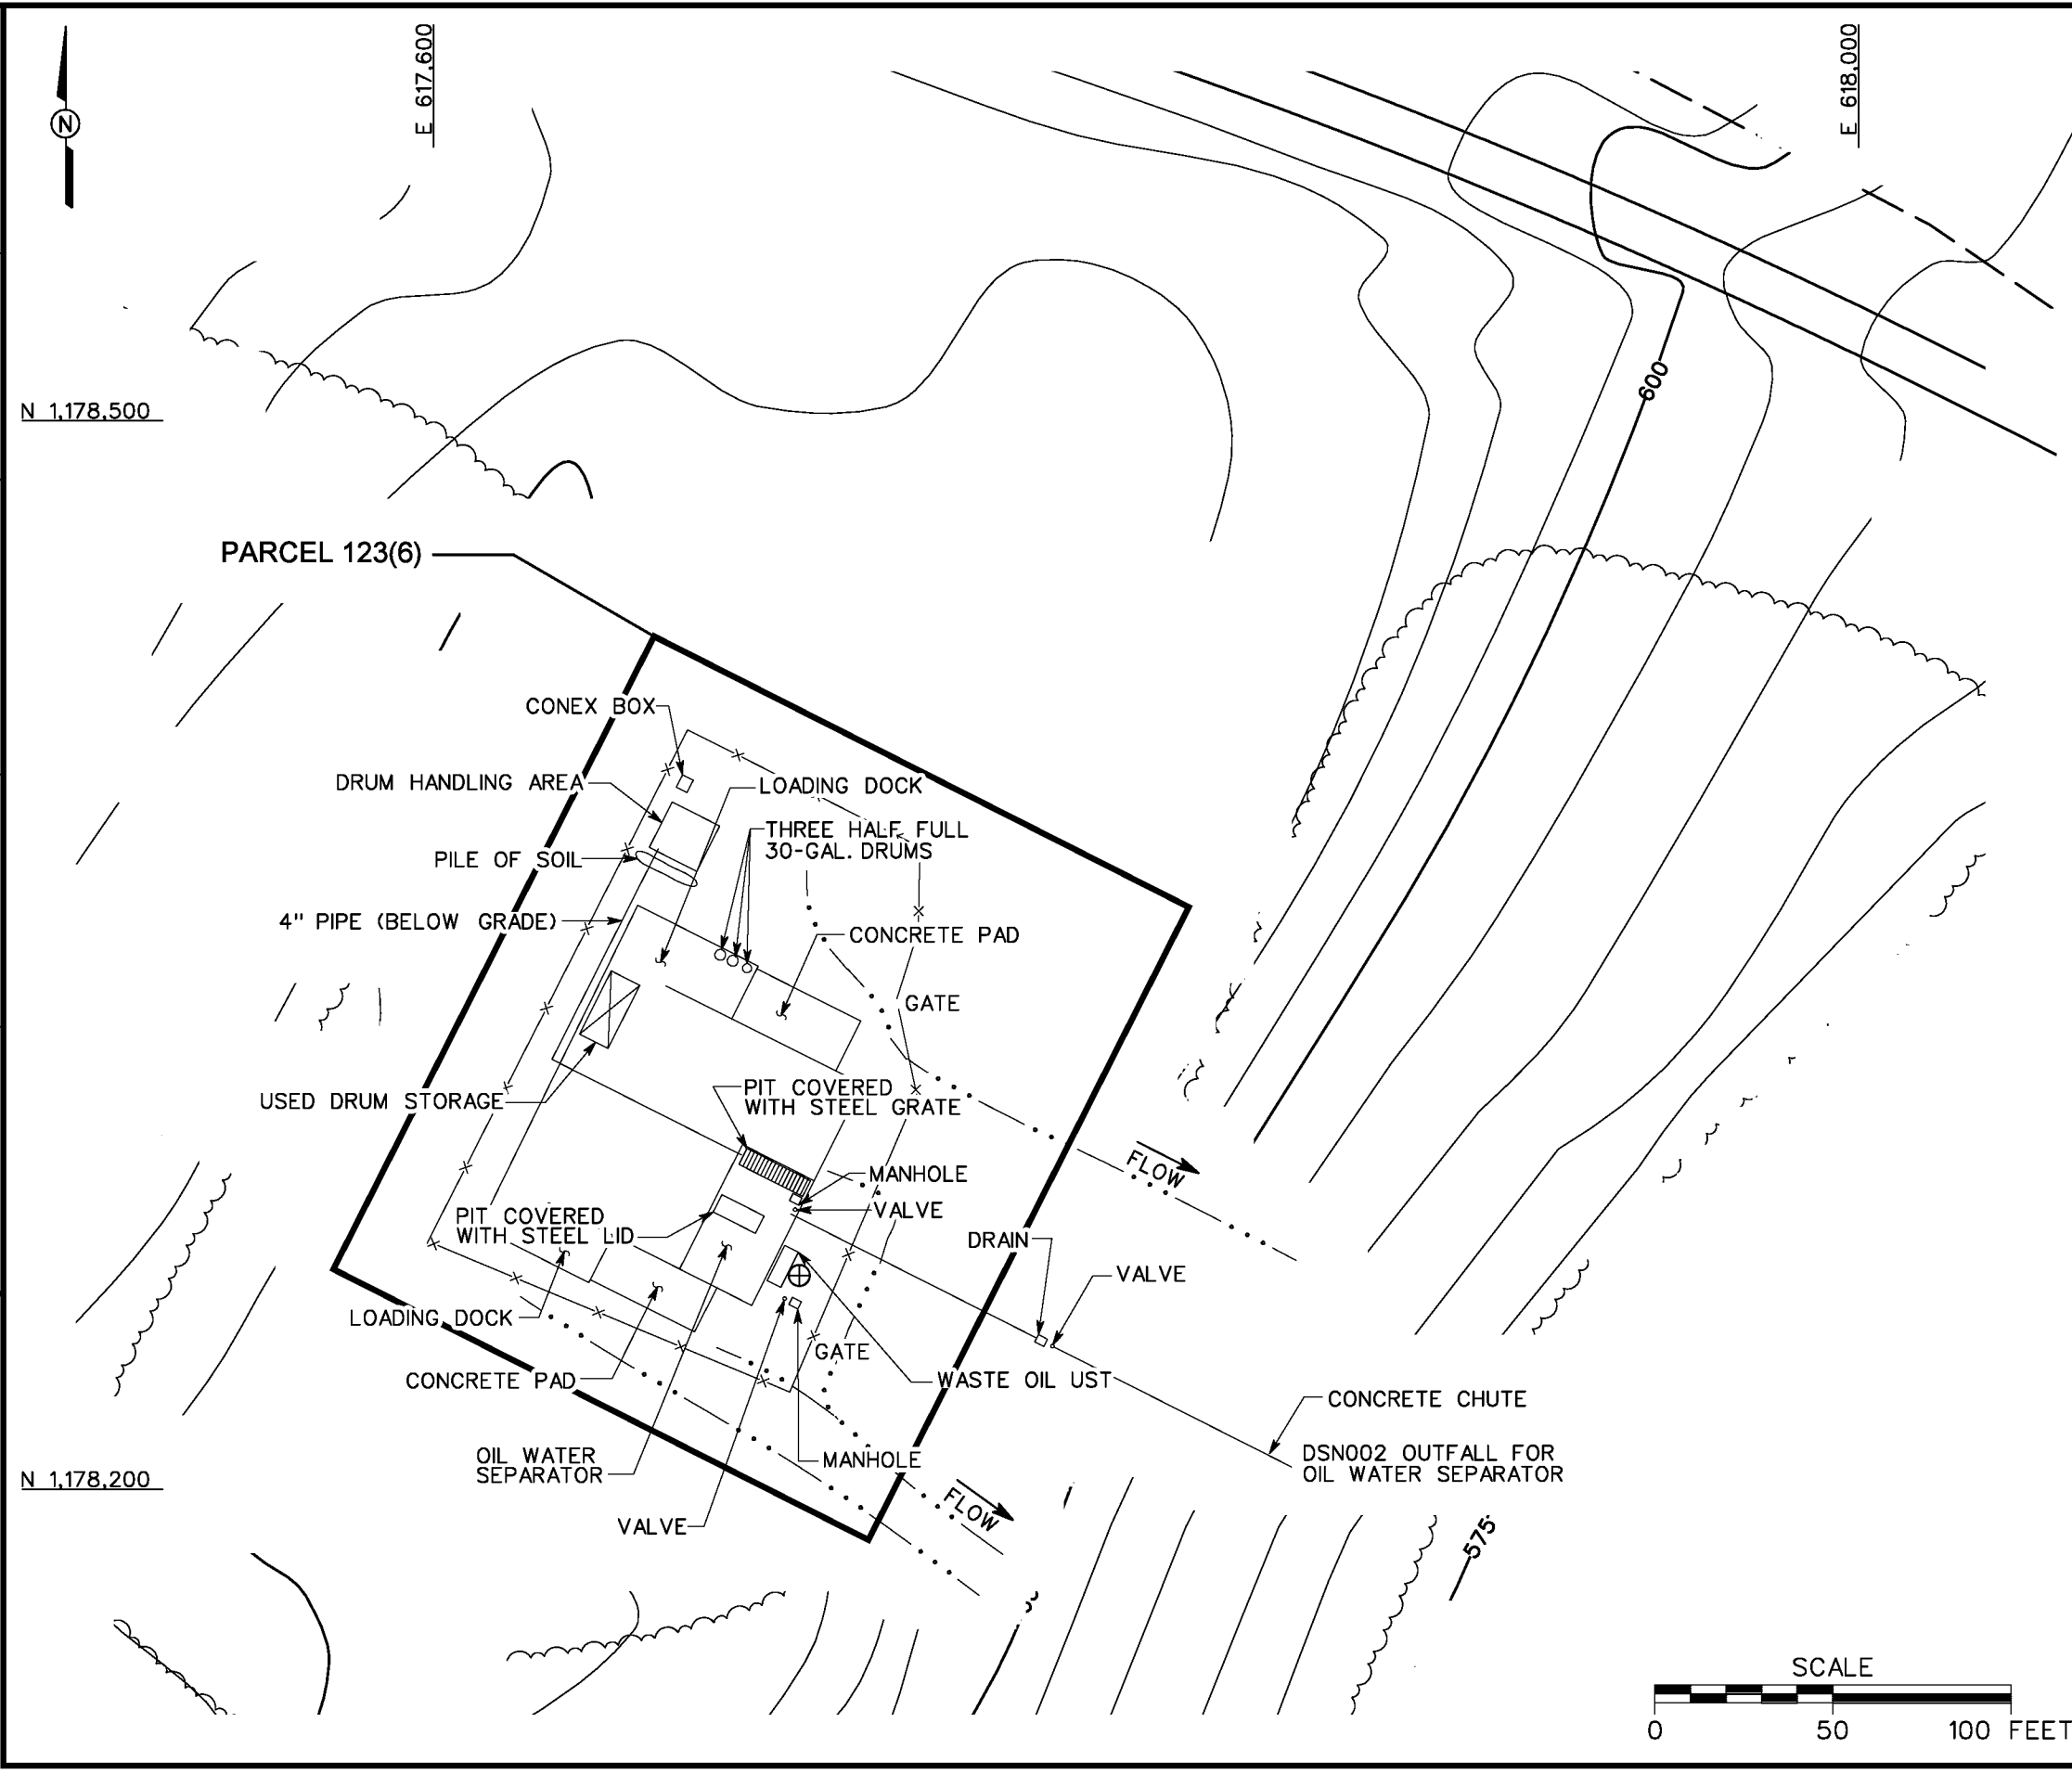 E 617,600
E 618,000
N
N 1,178,500
600
PARCEL 123(6)
CONEX BOX
DRUM HANDLING AREA
LOADING DOCK
THREE HALF FULL
30-GAL. DRUMS
PILE OF SOIL
4" PIPE (BELOW GRADE)
CONCRETE PAD
GATE
USED DRUM STORAGE
PIT COVERED
WITH STEEL GRATE
FLOW
MANHOLE
VALVE
PIT COVERED
WITH STEEL LID
DRAIN
VALVE
LOADING DOCK
GATE
CONCRETE PAD
WASTE OIL UST
CONCRETE CHUTE
DSN002 OUTFALL FOR
OIL WATER SEPARATOR
OIL WATER
SEPARATOR
MANHOLE
N 1,178,200
FLOW
VALVE
575
SCALE
0 50 100 FEET